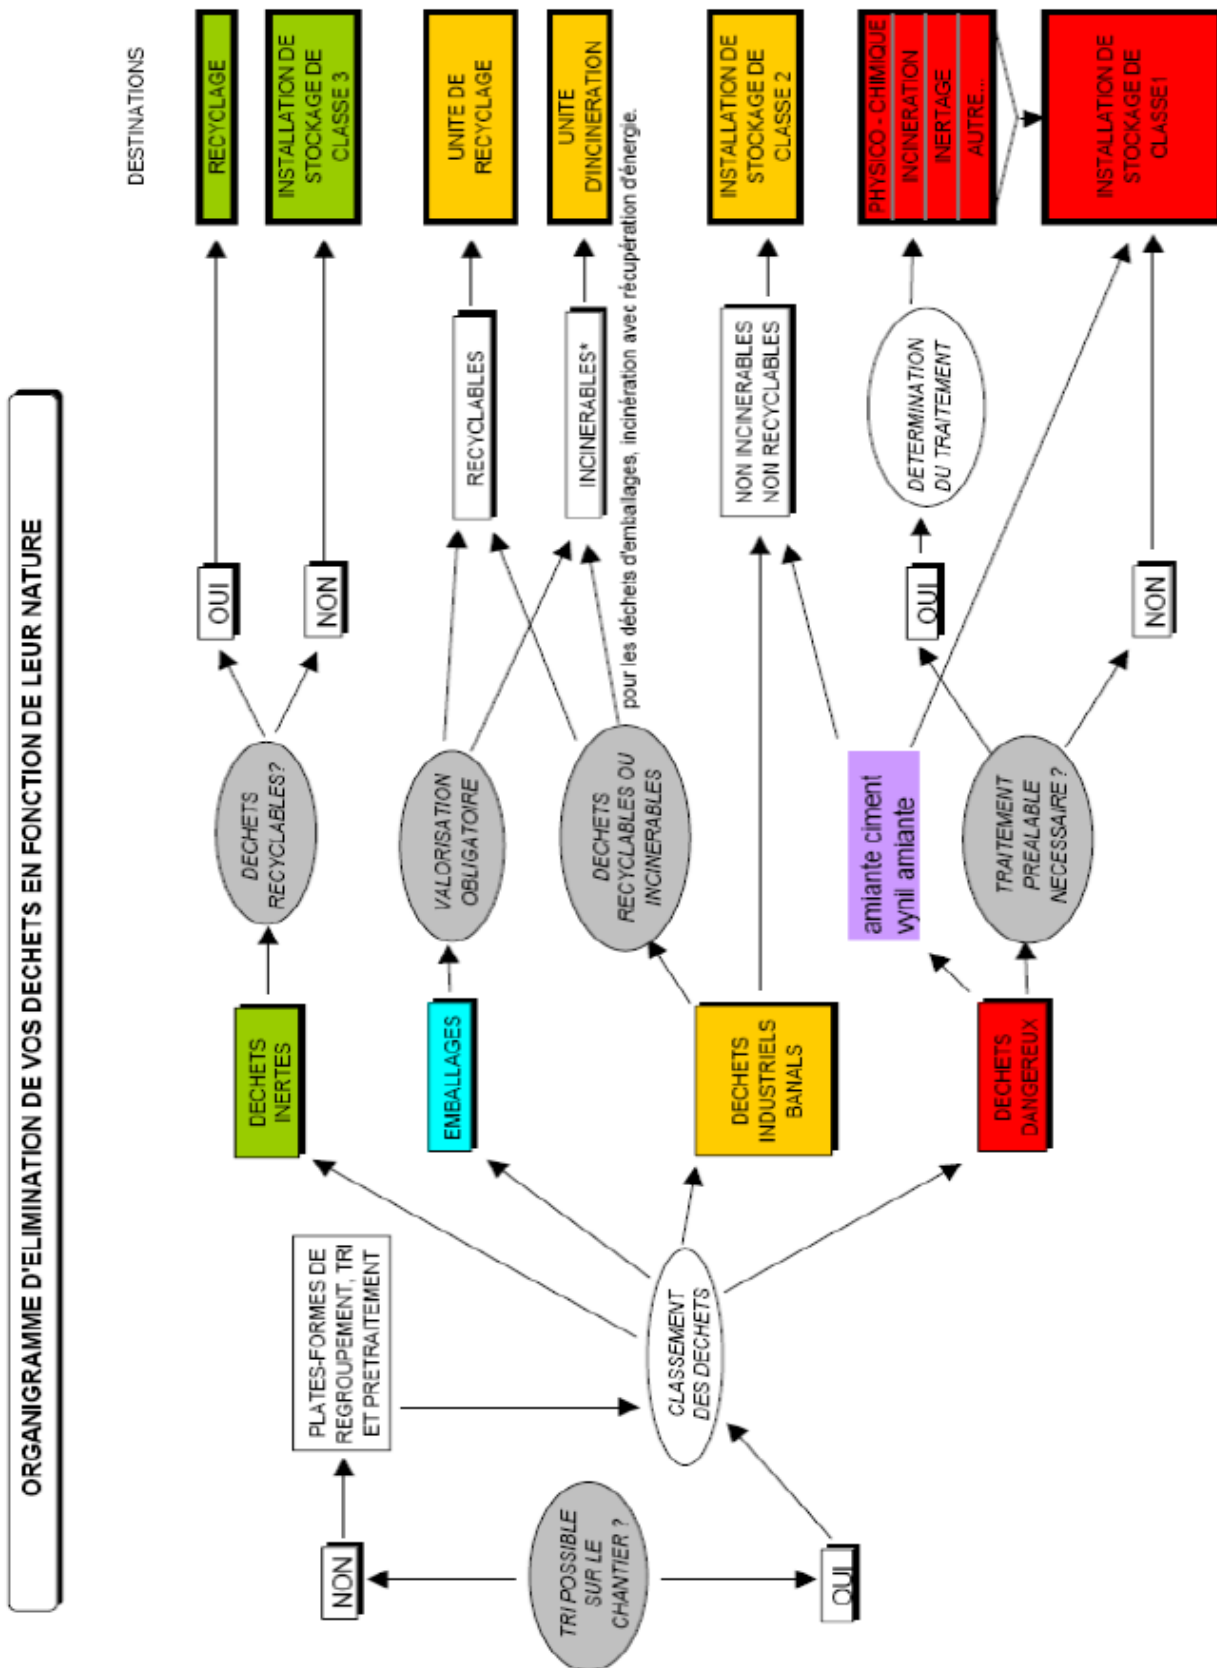 ORGANIGRAMME D'ELIMINATION DE VOS DECHETS EN FONCTION DE LEUR NATURE
DESTINATIONS
TRI POSSIBLE
SUR LE
CHANTIER ?
NON
OUI
PLATES-FORMES DE
REGROUPEMENT, TRI
ET PRETRAITEMENT
CLASSEMENT
DES DECHETS
DECHETS
INERTES
DECHETS
RECYCLABLES?
OUI
NON
RECYCLAGE
INSTALLATION DE
STOCKAGE DE
CLASSE 3
EMBALLAGES
VALORISATION
OBLIGATOIRE
RECYCLABLES
UNITE DE
RECYCLAGE
DECHETS
RECYCLABLES OU
INCINERABLES
INCINERABLES*
UNITE
D'INCINERATION
pour les déchets d'emballages, incinération avec récupération d'énergie.
DECHETS
INDUSTRIELS
BANALS
NON INCINERABLES
NON RECYCLABLES
INSTALLATION DE
STOCKAGE DE
CLASSE 2
amiante ciment
vynil amiante
DECHETS
DANGEREUX
TRAITEMENT
PREALABLE
NECESSAIRE ?
OUI
NON
DETERMINATION
DU TRAITEMENT
PHYSICO - CHIMIQUE
INCINERATION
INERTAGE
AUTRE...
INSTALLATION DE
STOCKAGE DE
CLASSE1